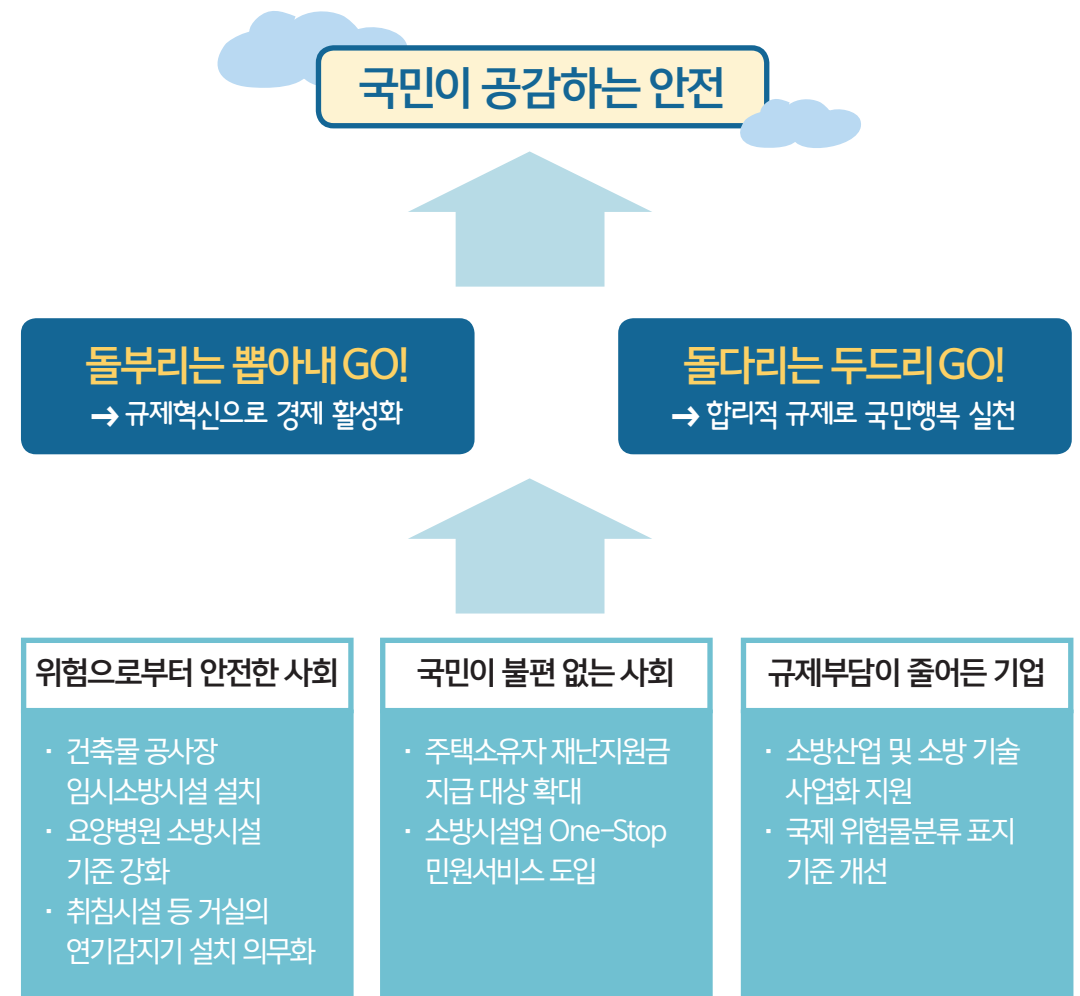 국민이 공감하는 안전
돌부리는 뽑아내GO!
→ 규제혁신으로 경제 활성화
돌다리는 두드리GO!
→ 합리적 규제로 국민행복 실천
위험으로부터 안전한 사회
· 건축물 공사장
임시소방시설 설치
· 요양병원 소방시설
기준 강화
· 취침시설 등 거실의
연기감지기 설치 의무화
국민이 불편 없는 사회
· 주택소유자 재난지원금
지급 대상 확대
· 소방시설업 One-Stop
민원서비스 도입
규제부담이 줄어든 기업
· 소방산업 및 소방 기술
사업화 지원
· 국제 위험물분류 표지
기준 개선